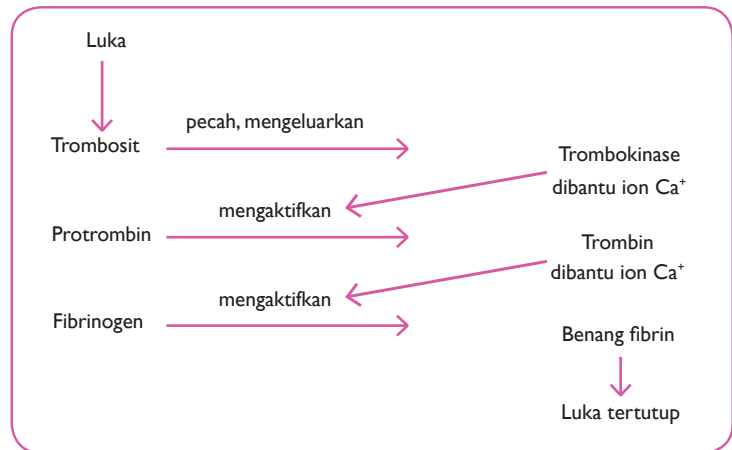 Luka
pecah, mengeluarkan
Trombosit
Trombokinase
dibantu ion Ca⁺
mengaktifkan
Protrombin
Trombin
dibantu ion Ca⁺
mengaktifkan
Fibrinogen
Benang fibrin
Luka tertutup